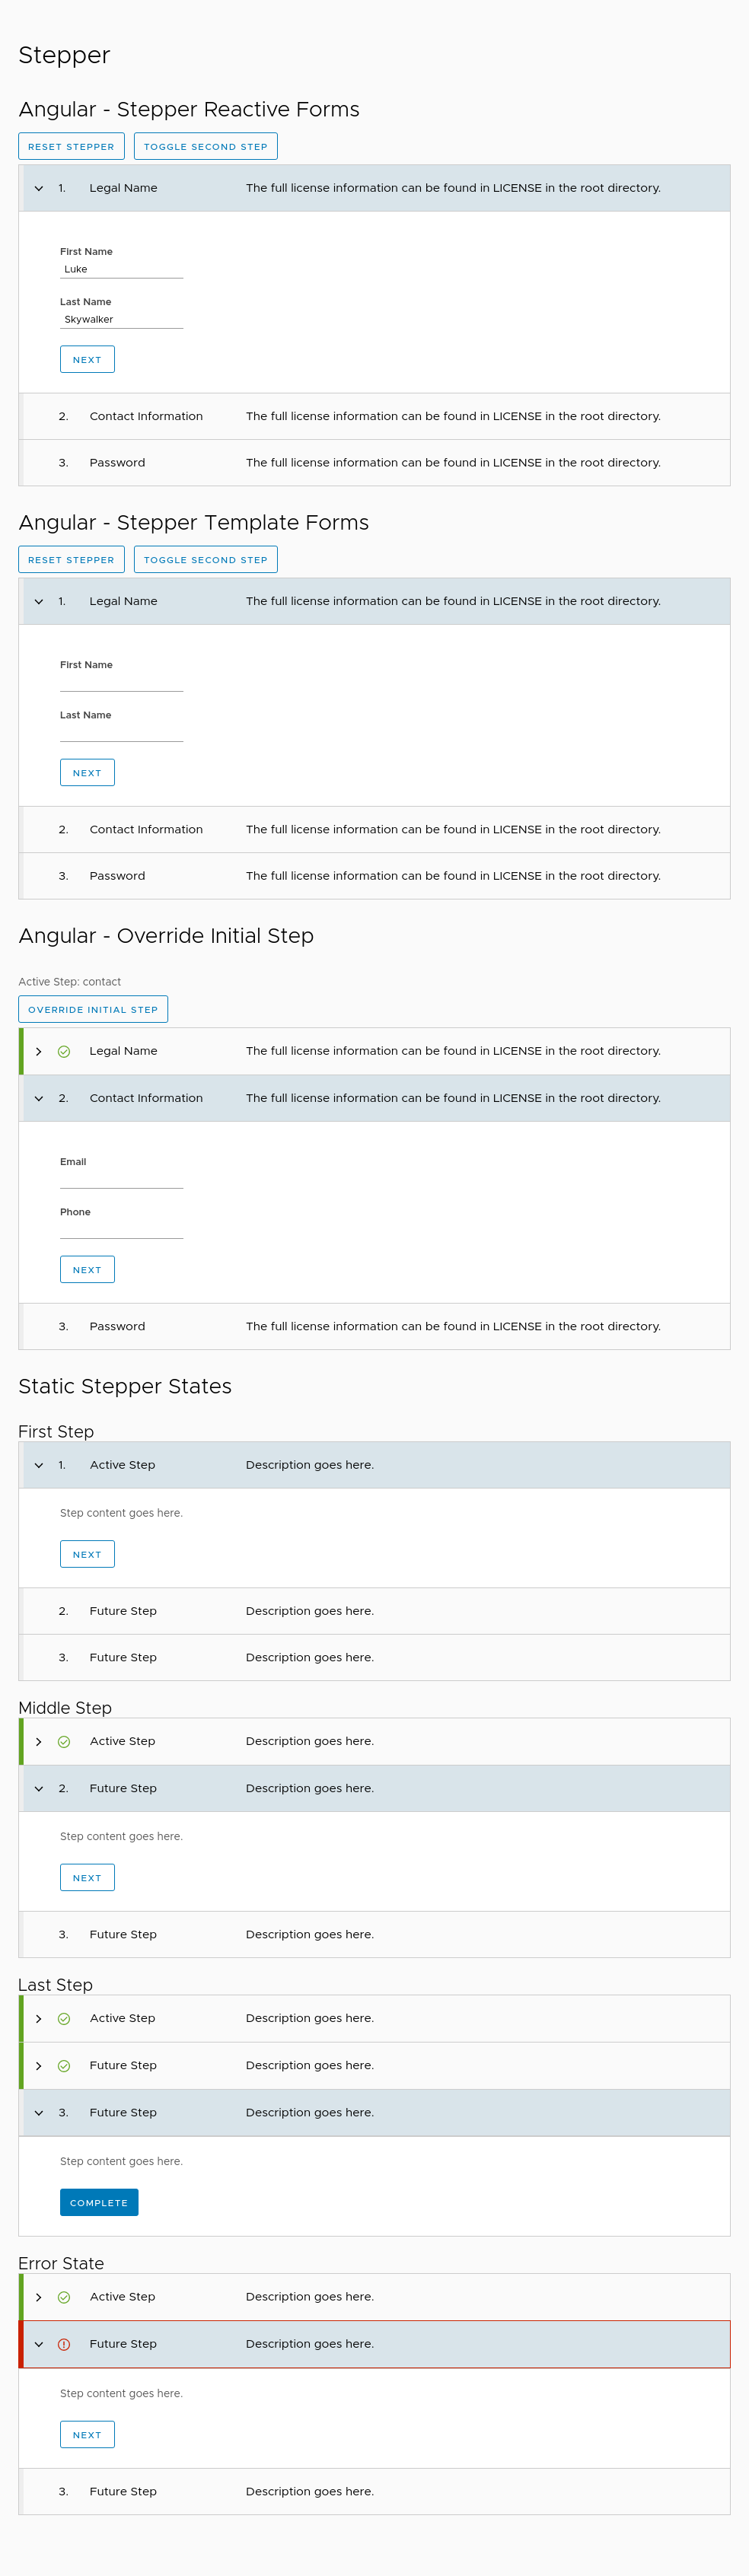 Stepper
Angular - Stepper Reactive Forms
RESET STEPPER TOGGLE SECOND STEP
1. Legal Name The full license information can be found in LICENSE in the root directory.
First Name
Luke
Last Name
Skywalker
NEXT
2. Contact Information The full license information can be found in LICENSE in the root directory.
3. Password The full license information can be found in LICENSE in the root directory.
Angular - Stepper Template Forms
RESET STEPPER TOGGLE SECOND STEP
1. Legal Name The full license information can be found in LICENSE in the root directory.
First Name
Last Name
NEXT
2. Contact Information The full license information can be found in LICENSE in the root directory.
3. Password The full license information can be found in LICENSE in the root directory.
Angular - Override Initial Step
Active Step: contact
OVERRIDE INITIAL STEP
Legal Name The full license information can be found in LICENSE in the root directory.
2. Contact Information The full license information can be found in LICENSE in the root directory.
Email
Phone
NEXT
3. Password The full license information can be found in LICENSE in the root directory.
Static Stepper States
First Step
1. Active Step Description goes here.
Step content goes here.
NEXT
2. Future Step Description goes here.
3. Future Step Description goes here.
Middle Step
Active Step Description goes here.
2. Future Step Description goes here.
Step content goes here.
NEXT
3. Future Step Description goes here.
Last Step
Active Step Description goes here.
Future Step Description goes here.
3. Future Step Description goes here.
Step content goes here.
COMPLETE
Error State
Active Step Description goes here.
Future Step Description goes here.
Step content goes here.
NEXT
3. Future Step Description goes here.